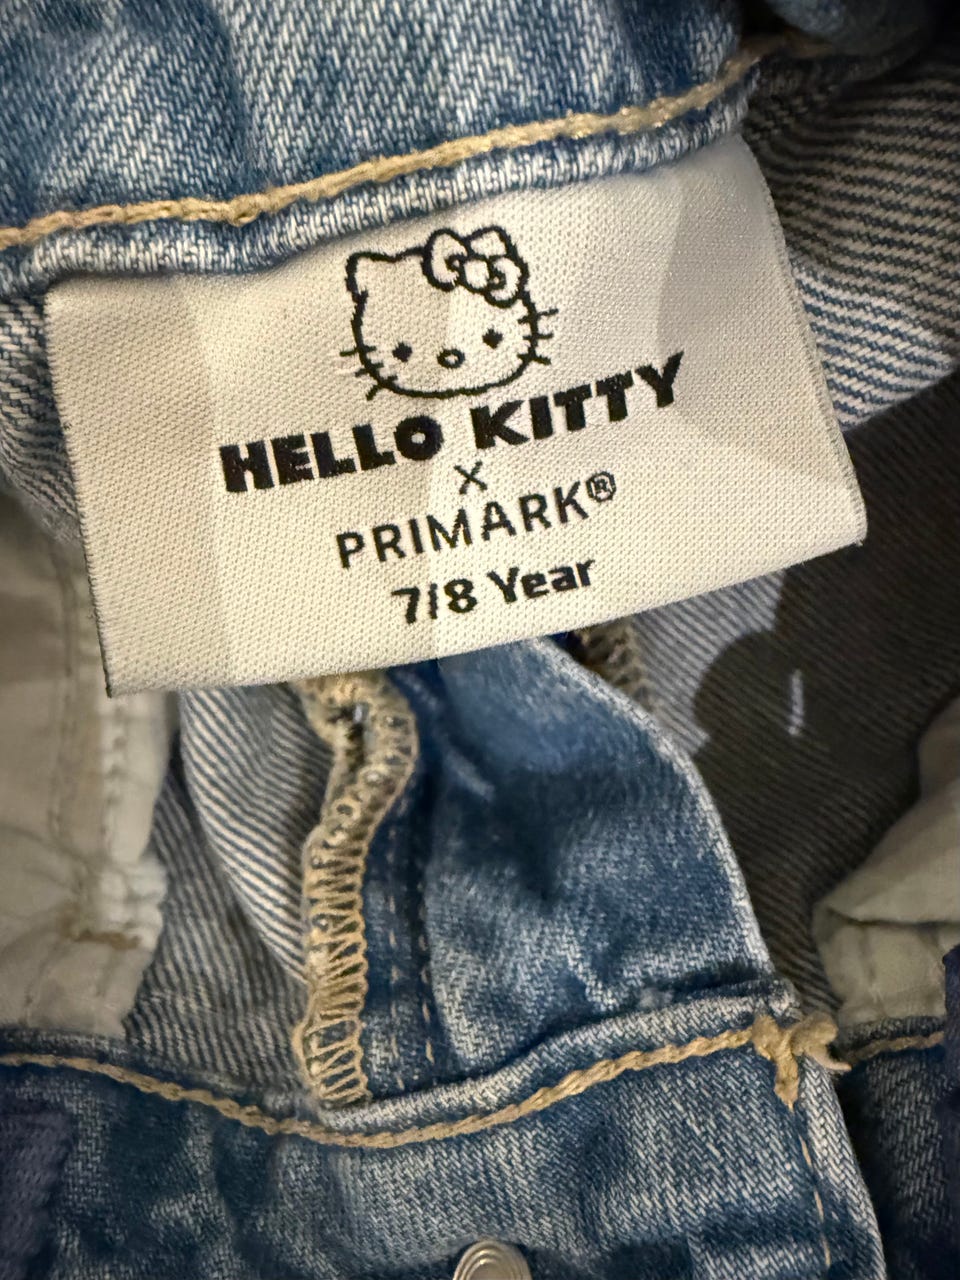 HELLO KITTY
X
PRIMARK®
7/8 Year